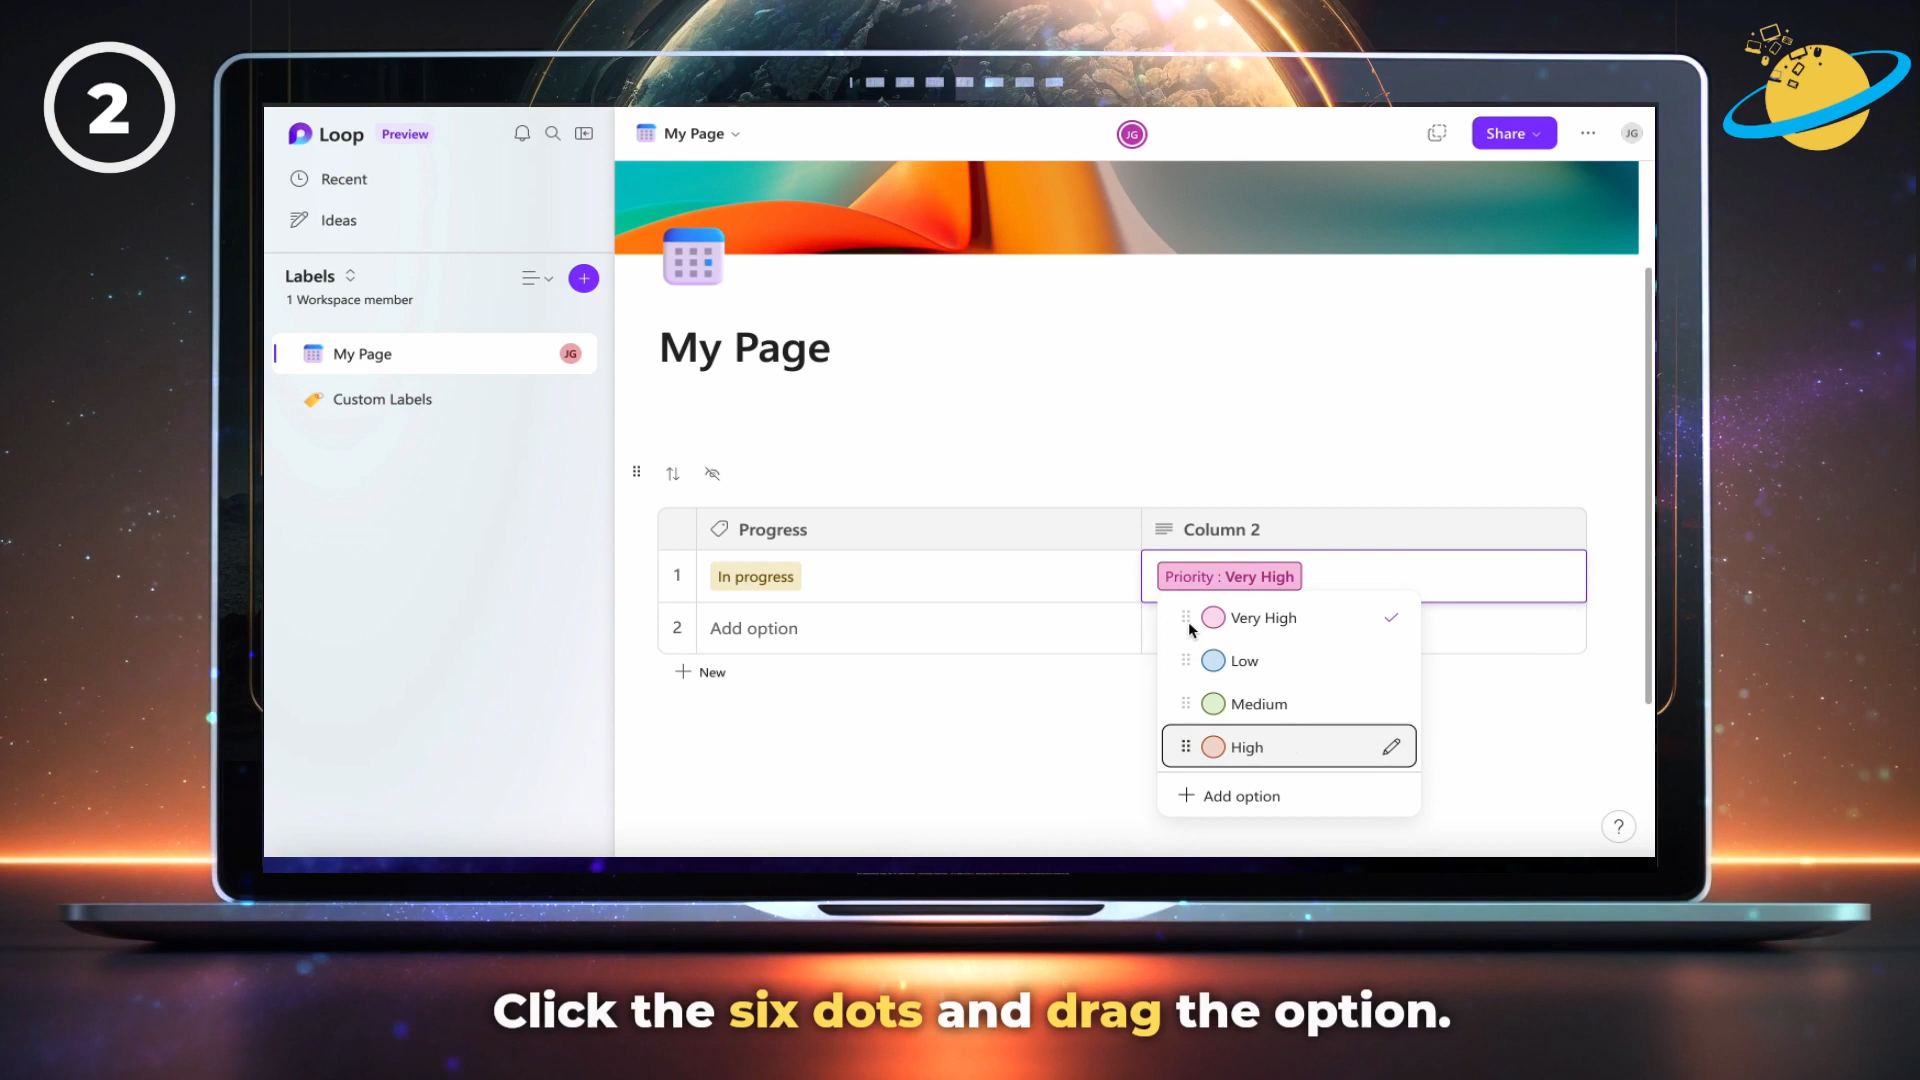 2
Loop Preview
Recent
Ideas
Labels
1 Workspace member
My Page JG
Custom Labels
My Page JG Share JG
My Page
Progress Column 2
1 In progress Priority : Very High
2 Add option
New
Very High
Low
Medium
High
Add option
?
Click the six dots and drag the option.